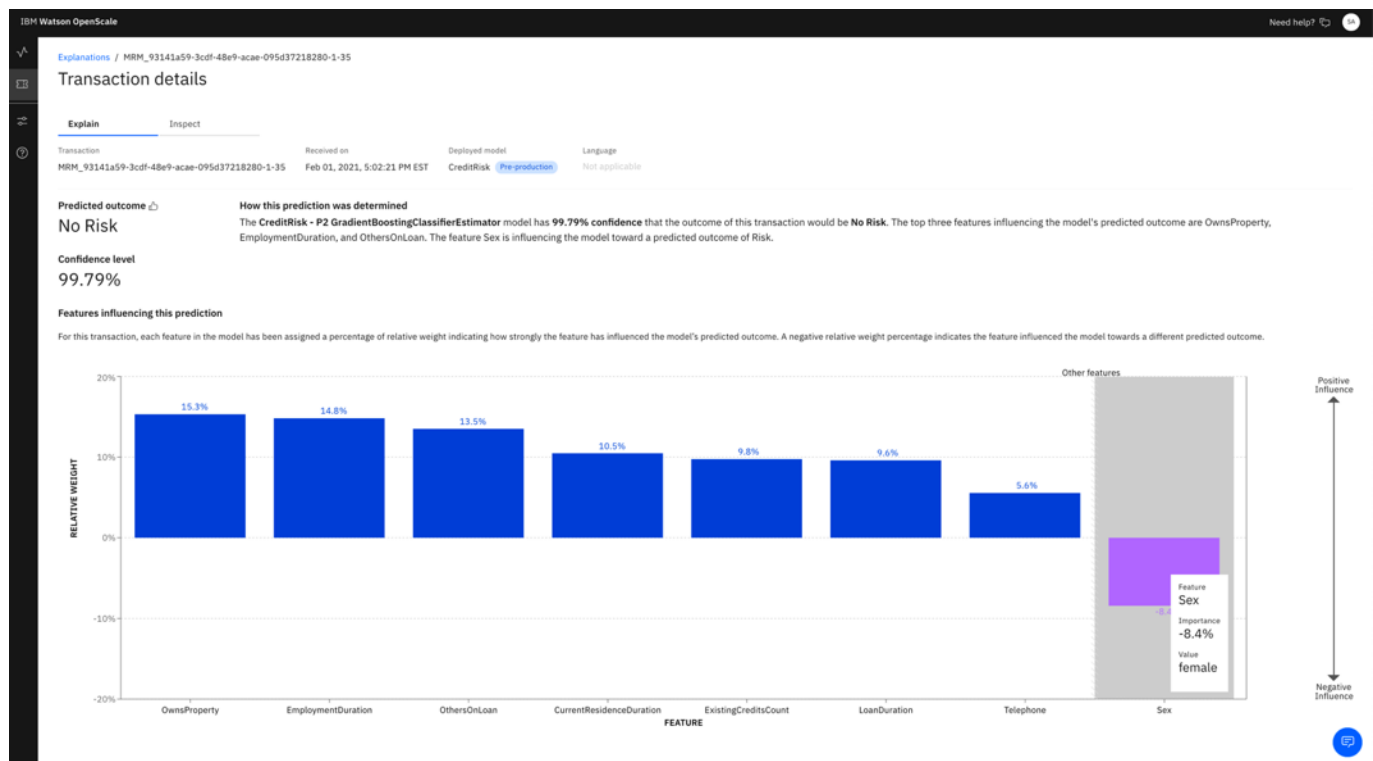 IBM Watson OpenScale
Need help?
SA
Explanations / MRM_93141a59-3cdf-48e9-acae-095d37218280-1-35
Transaction details
Explain
Inspect
Transaction
Received on
Deployed model
Language
MRM_93141a59-3cdf-48e9-acae-095d37218280-1-35
Feb 01, 2021, 5:02:21 PM EST
CreditRisk
Pre-production
Not applicable
Predicted outcome
No Risk
Confidence level
99.79%
How this prediction was determined
The CreditRisk - P2 GradientBoostingClassifierEstimator model has 99.79% confidence that the outcome of this transaction would be No Risk. The top three features influencing the model's predicted outcome are OwnsProperty,
EmploymentDuration, and OthersOnLoan. The feature Sex is influencing the model toward a predicted outcome of Risk.
Features influencing this prediction
For this transaction, each feature in the model has been assigned a percentage of relative weight indicating how strongly the feature has influenced the model's predicted outcome. A negative relative weight percentage indicates the feature influenced the model towards a different predicted outcome.
Other features
Positive
Influence
20%
10%
0%
-10%
-20%
RELATIVE WEIGHT
15.3%
14.8%
13.5%
10.5%
9.8%
9.6%
5.6%
-8.4
Feature
Sex
Importance
-8.4%
Value
female
Negative
Influence
OwnsProperty
EmploymentDuration
OthersOnLoan
CurrentResidenceDuration
ExistingCreditsCount
LoanDuration
Telephone
Sex
FEATURE